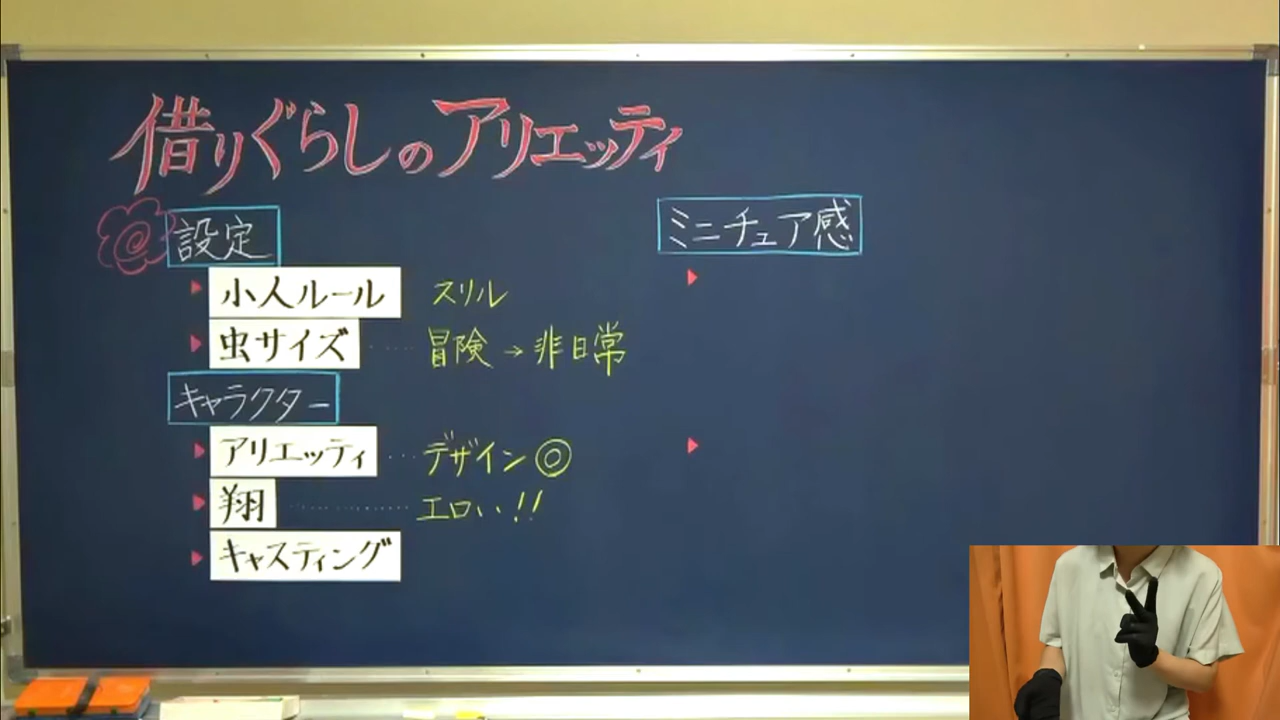 借りぐらしのアリエッティ
設定
小人ルール スリル
虫サイズ ‥‥ 冒険→非日常
キャラクター
アリエッティ ‥‥ デザイン◎
翔 ‥‥‥‥ エロい!!
キャスティング
ミニチュア感